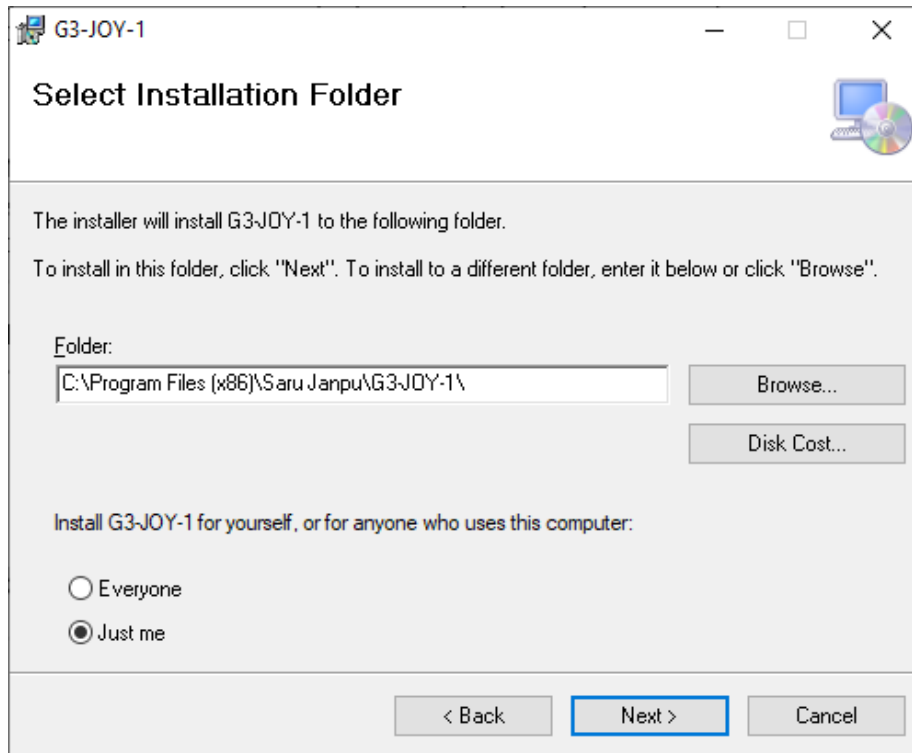 G3-JOY-1
Select Installation Folder
The installer will install G3-JOY-1 to the following folder.
To install in this folder, click "Next". To install to a different folder, enter it below or click "Browse".
Folder:
C:\Program Files (x86)\Saru Janpu\G3-JOY-1\
Browse...
Disk Cost...
Install G3-JOY-1 for yourself, or for anyone who uses this computer:
Everyone
Just me
< Back
Next >
Cancel